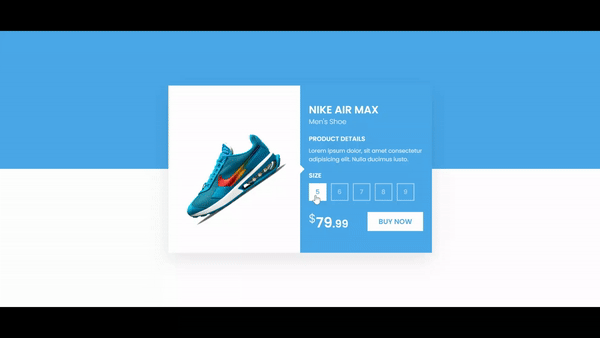 NIKE AIR MAX
Men's Shoe
PRODUCT DETAILS
Lorem ipsum dolor, sit amet consectetur
adipisicing elit. Nulla ducimus iusto.
SIZE
5 6 7 8 9
$79.99 BUY NOW